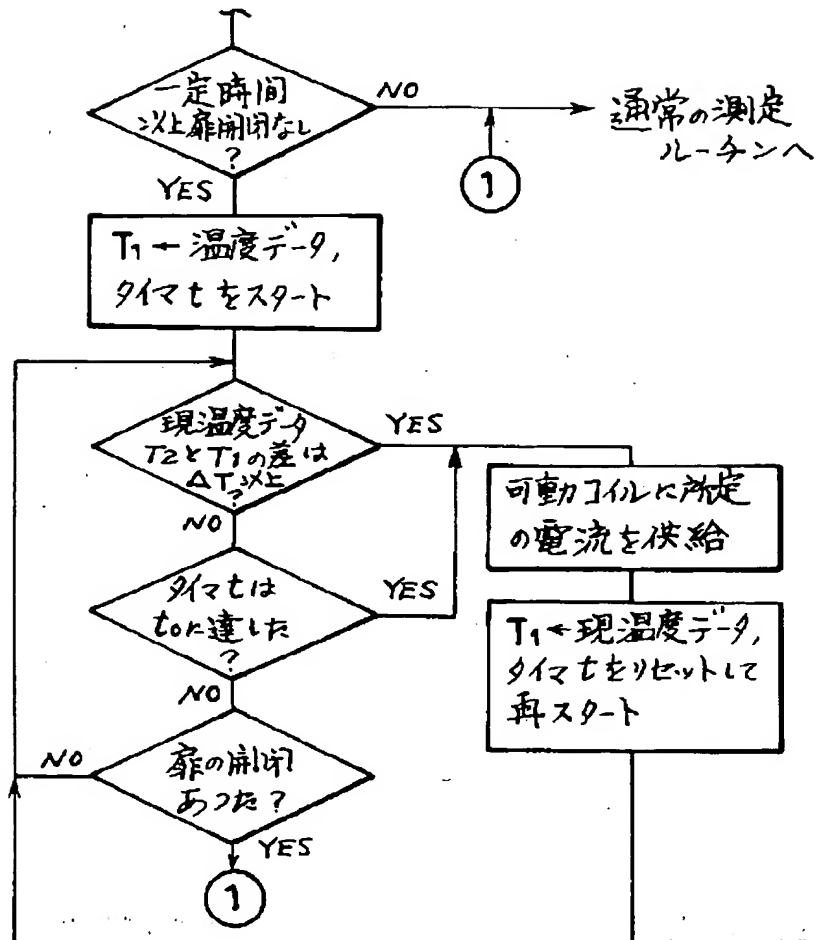 一定時間
以上扉開閉なし
?
NO
通常の測定
ルーチンへ
1
YES
T1 ← 温度データ,
タイマ t をスタート
現温度データ
T2とT1の差は
ΔT以上
?
YES
NO
可動コイルに所定
の電流を供給
タイマ t は
t0に達した
?
YES
NO
T1 ← 現温度データ,
タイマ t をリセットして
再スタート
扉の開閉
あった?
NO
YES
1